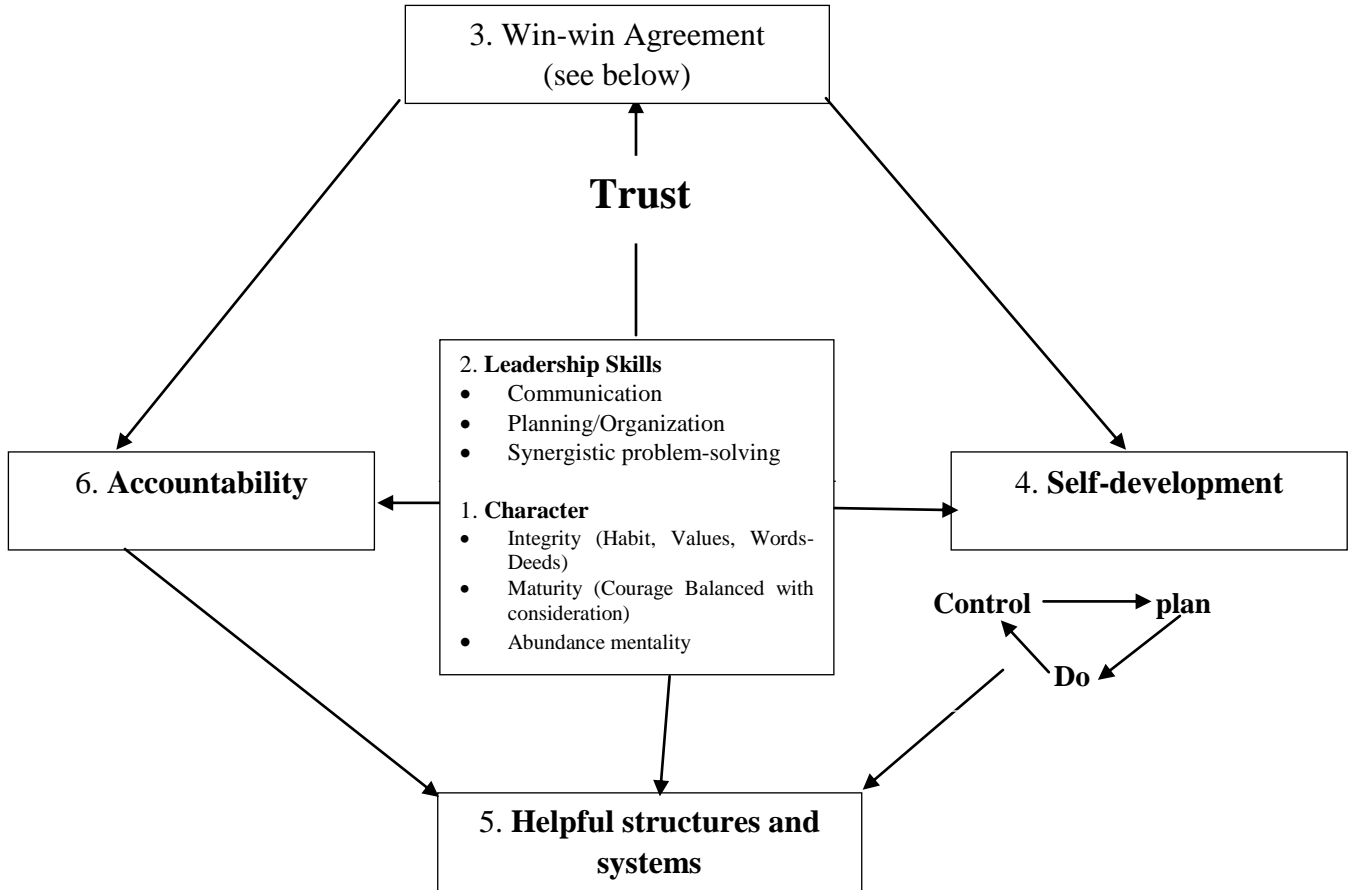 3. Win-win Agreement
(see below)
Trust
2. Leadership Skills
• Communication
• Planning/Organization
• Synergistic problem-solving
6. Accountability
4. Self-development
1. Character
• Integrity (Habit, Values, Words-
Deeds)
• Maturity (Courage Balanced with
consideration)
• Abundance mentality
Control
plan
Do
5. Helpful structures and
systems